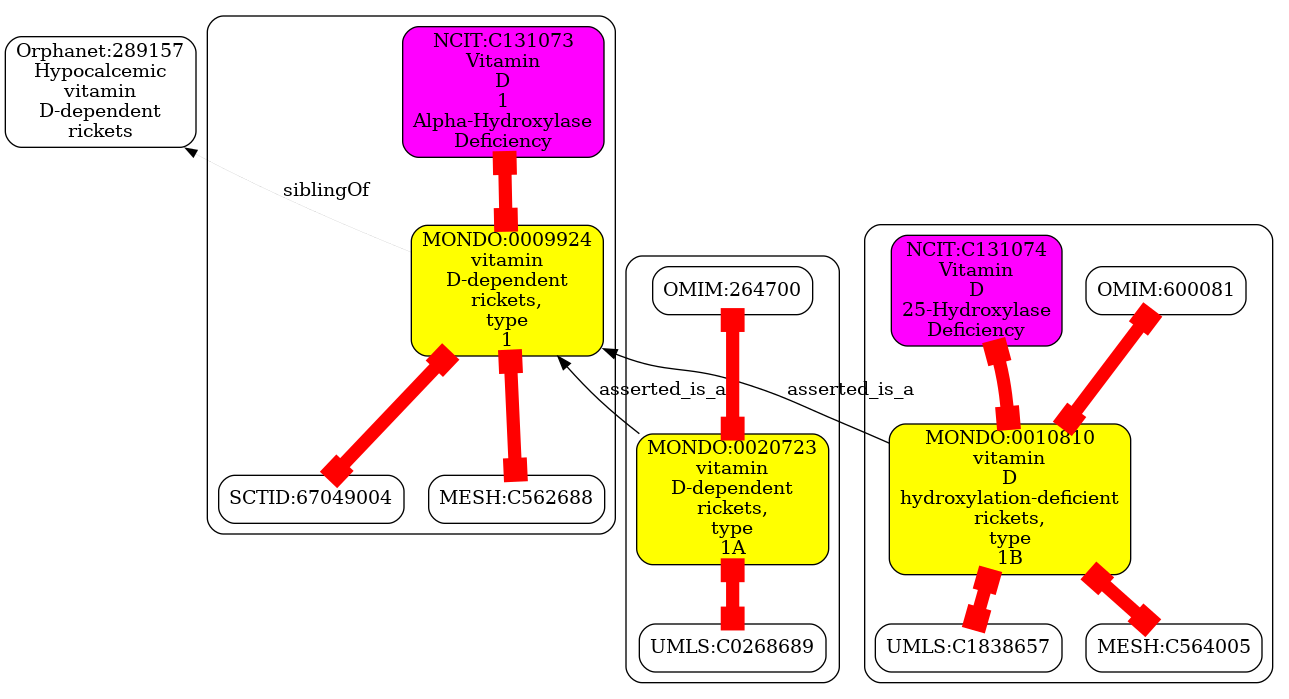 Orphanet:289157
Hypocalcemic
vitamin
D-dependent
rickets
NCIT:C131073
Vitamin
D
1
Alpha-Hydroxylase
Deficiency
siblingOf
MONDO:0009924
vitamin
D-dependent
rickets,
type
1
NCIT:C131074
Vitamin
D
25-Hydroxylase
Deficiency
OMIM:264700
OMIM:600081
asserted_is_a
asserted_is_a
SCTID:67049004
MESH:C562688
MONDO:0020723
vitamin
D-dependent
rickets,
type
1A
MONDO:0010810
vitamin
D
hydroxylation-deficient
rickets,
type
1B
UMLS:C0268689
UMLS:C1838657
MESH:C564005